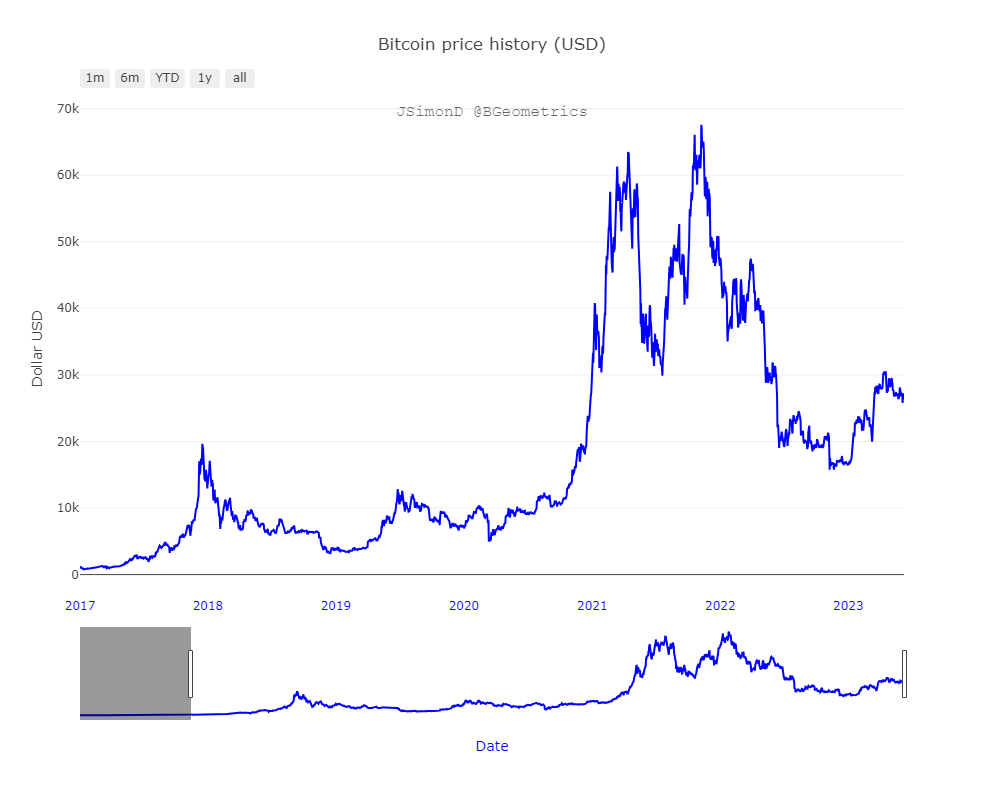 Bitcoin price history (USD)
1m 6m YTD 1y all
JSimonD @BGeometrics
70k
60k
50k
40k
30k
20k
10k
0
Dollar USD
2017 2018 2019 2020 2021 2022 2023
Date